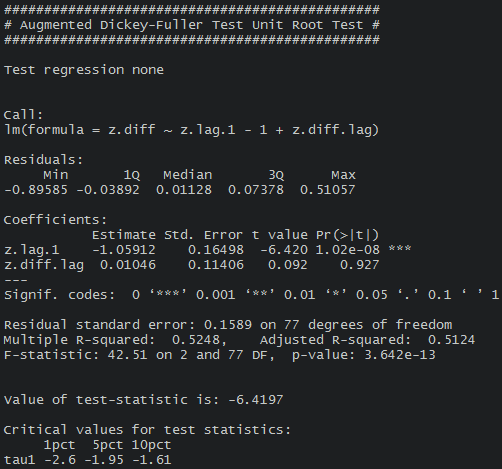 ###############################################
# Augmented Dickey-Fuller Test Unit Root Test #
###############################################
Test regression none
Call:
lm(formula = z.diff ~ z.lag.1 - 1 + z.diff.lag)
Residuals:
Min 1Q Median 3Q Max
-0.89585 -0.03892 0.01128 0.07378 0.51057
Coefficients:
Estimate Std. Error t value Pr(>|t|)
z.lag.1 -1.05912 0.16498 -6.420 1.02e-08 ***
z.diff.lag 0.01046 0.11406 0.092 0.927
---
Signif. codes: 0 ‘***’ 0.001 ‘**’ 0.01 ‘*’ 0.05 ‘.’ 0.1 ‘ ’ 1
Residual standard error: 0.1589 on 77 degrees of freedom
Multiple R-squared: 0.5248, Adjusted R-squared: 0.5124
F-statistic: 42.51 on 2 and 77 DF, p-value: 3.642e-13
Value of test-statistic is: -6.4197
Critical values for test statistics:
1pct 5pct 10pct
tau1 -2.6 -1.95 -1.61